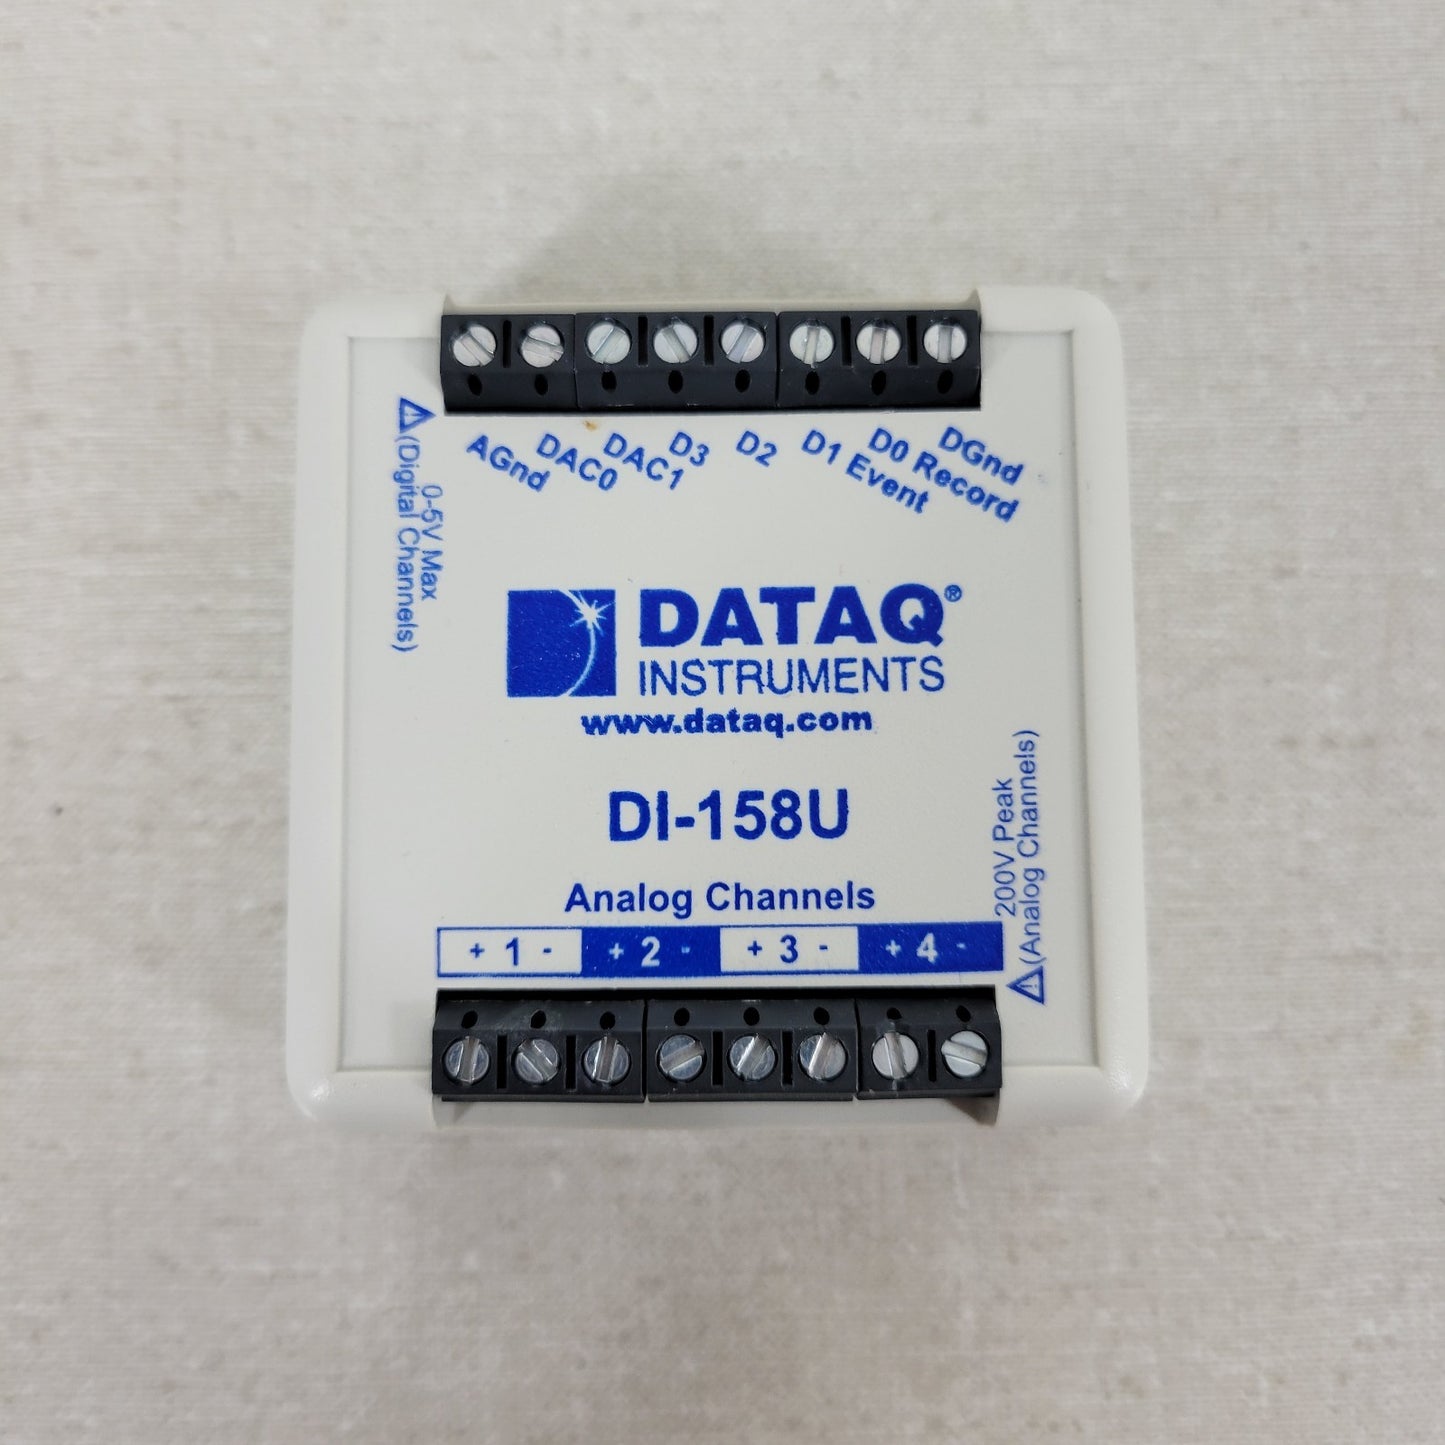 AGnd
DAC0
DAC1
D3
D2
D1 Event
D0 Record
DGnd
0-5V Max
(Digital Channels)
DATAQ®
INSTRUMENTS
www.dataq.com
DI-158U
200V Peak
(Analog Channels)
Analog Channels
+ 1 - + 2 - + 3 - + 4 -